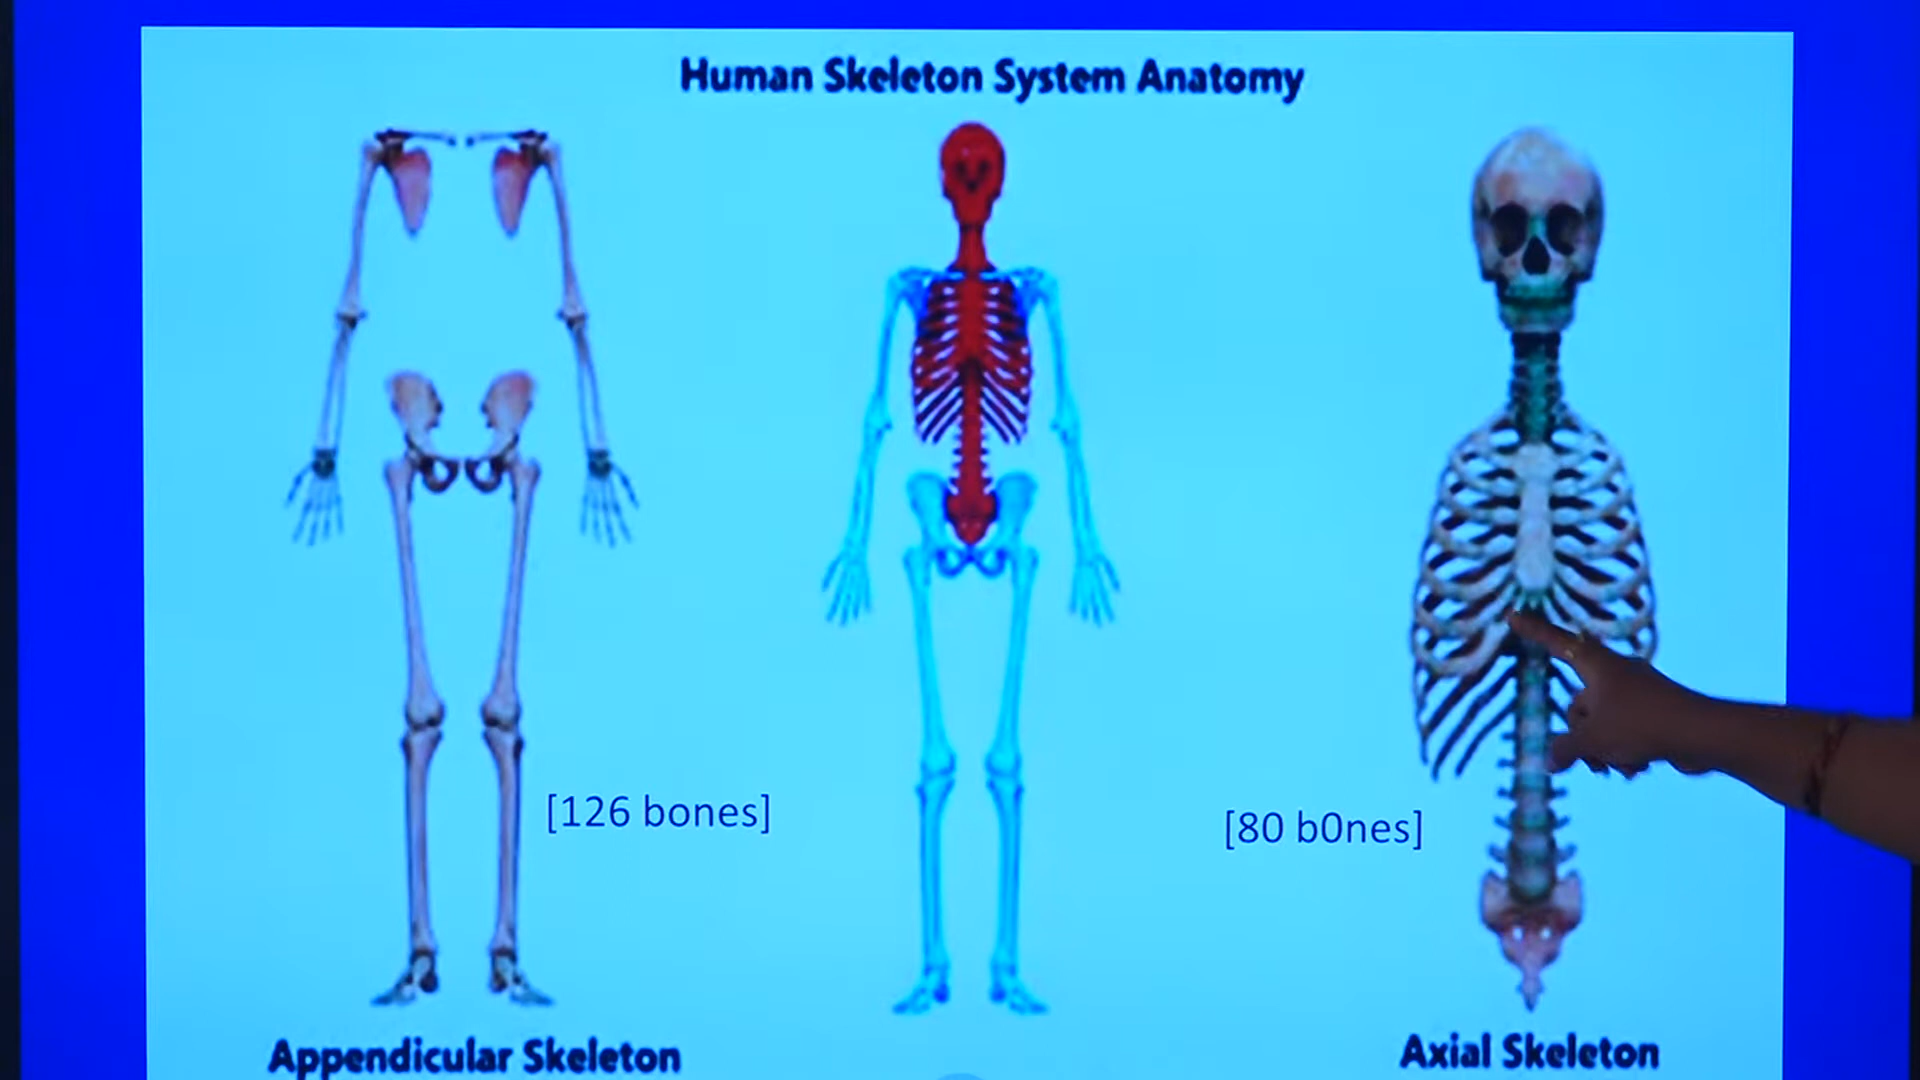 Human Skeleton System Anatomy
[126 bones]
[80 b0nes]
Appendicular Skeleton
Axial Skeleton